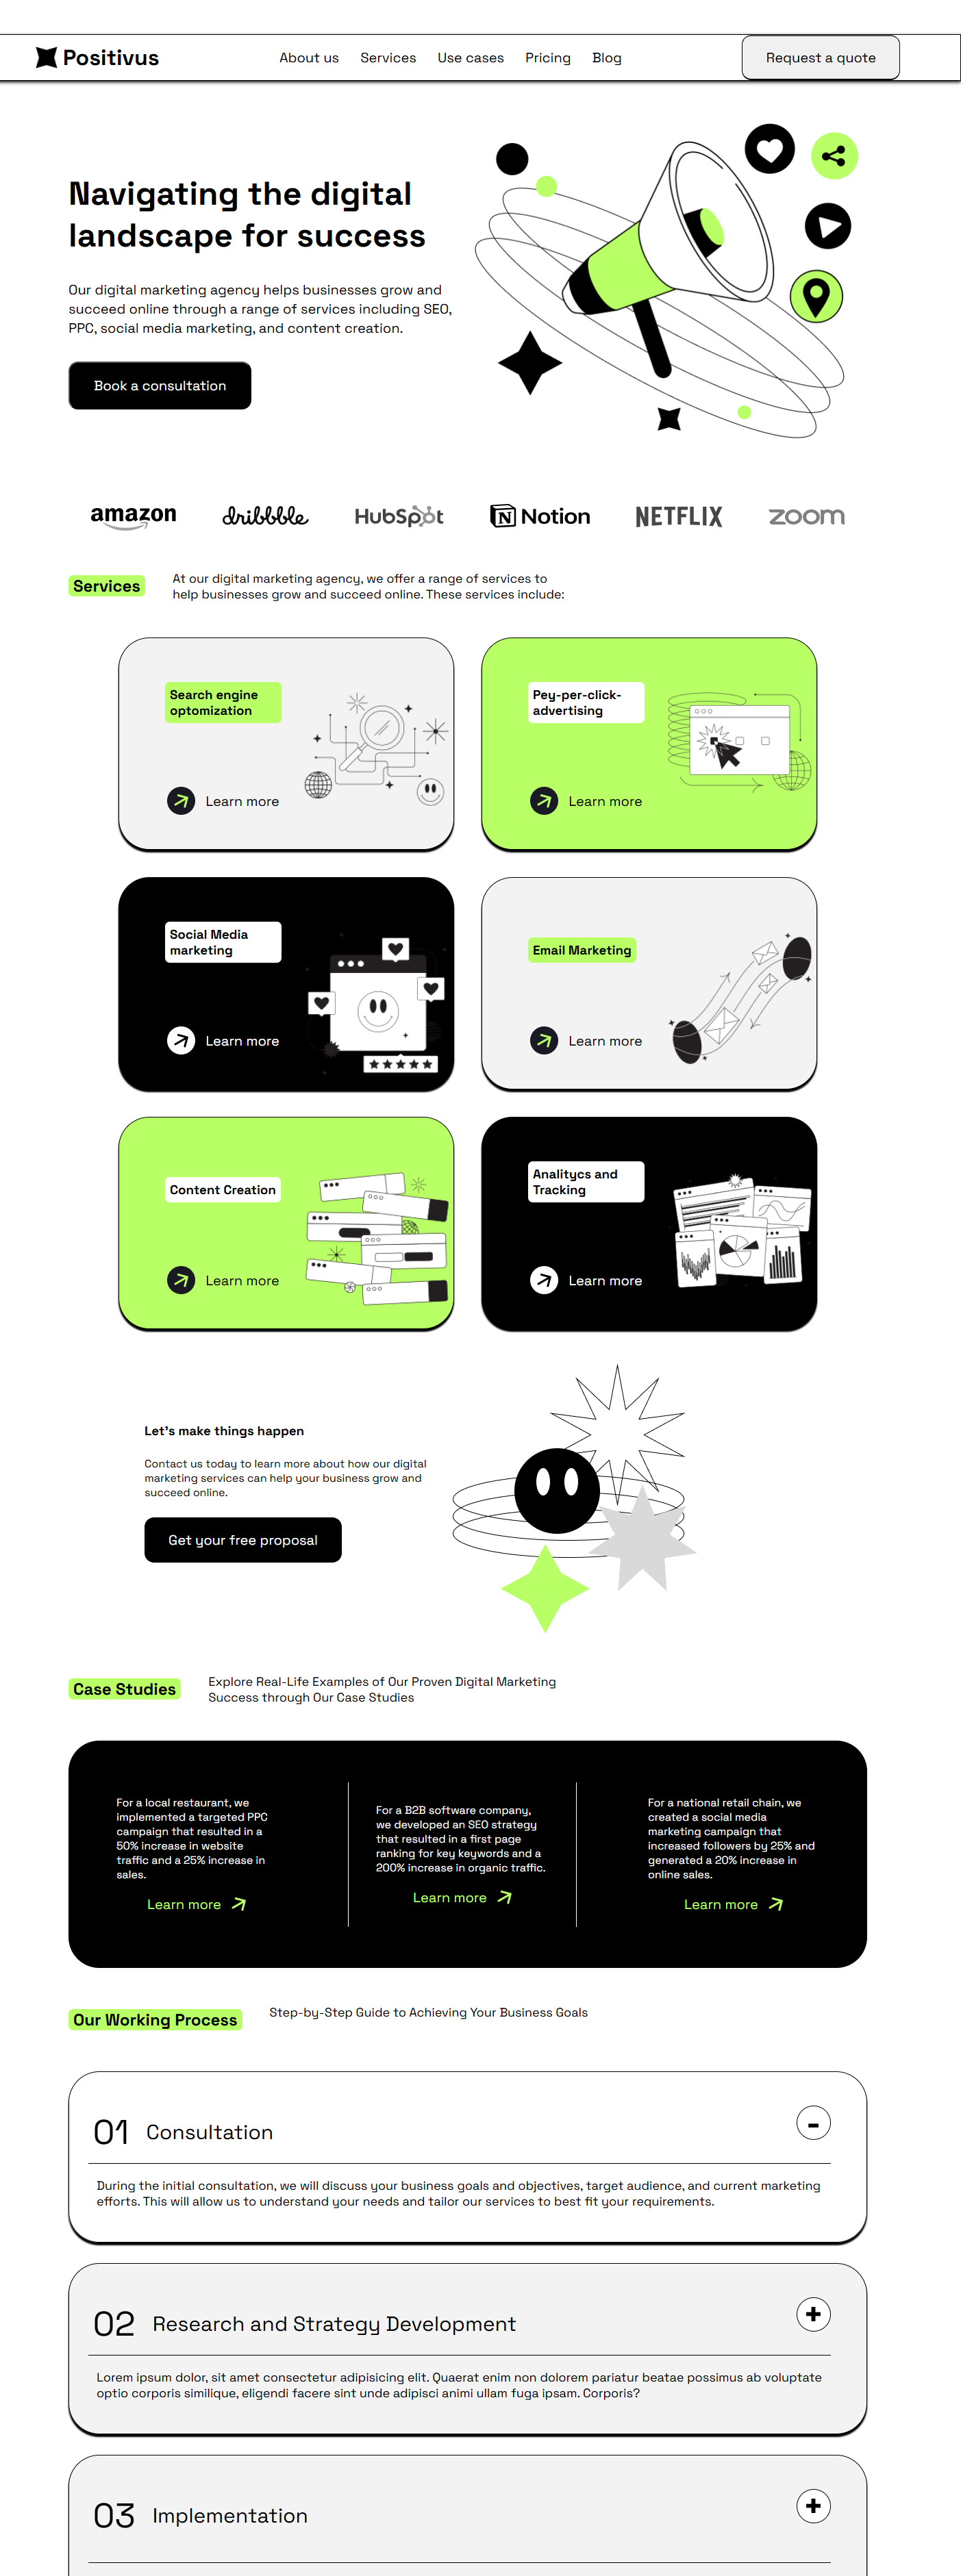 Positivus
About us Services Use cases Pricing Blog
Request a quote
Navigating the digital
landscape for success
Our digital marketing agency helps businesses grow and
succeed online through a range of services including SEO,
PPC, social media marketing, and content creation.
Book a consultation
amazon dribbble HubSpot Notion NETFLIX zoom
Services
At our digital marketing agency, we offer a range of services to
help businesses grow and succeed online. These services include:
Search engine
optomization
Learn more
Pey-per-click-
advertising
Learn more
Social Media
marketing
Learn more
Email Marketing
Learn more
Content Creation
Learn more
Analitycs and
Tracking
Learn more
Let's make things happen
Contact us today to learn more about how our digital
marketing services can help your business grow and
succeed online.
Get your free proposal
Case Studies
Explore Real-Life Examples of Our Proven Digital Marketing
Success through Our Case Studies
For a local restaurant, we
implemented a targeted PPC
campaign that resulted in a
50% increase in website
traffic and a 25% increase in
sales.
Learn more
For a B2B software company,
we developed an SEO strategy
that resulted in a first page
ranking for key keywords and a
200% increase in organic traffic.
Learn more
For a national retail chain, we
created a social media
marketing campaign that
increased followers by 25% and
generated a 20% increase in
online sales.
Learn more
Our Working Process
Step-by-Step Guide to Achieving Your Business Goals
01 Consultation
-
During the initial consultation, we will discuss your business goals and objectives, target audience, and current marketing
efforts. This will allow us to understand your needs and tailor our services to best fit your requirements.
02 Research and Strategy Development
+
Lorem ipsum dolor, sit amet consectetur adipisicing elit. Quaerat enim non dolorem pariatur beatae possimus ab voluptate
optio corporis similique, eligendi facere sint unde adipisci animi ullam fuga ipsam. Corporis?
03 Implementation
+